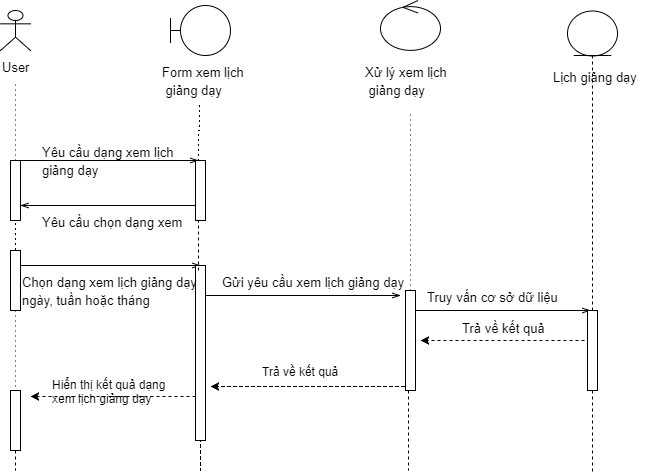 User
Form xem lịch
giảng dạy
Xử lý xem lịch
giảng dạy
Lịch giảng dạy
Yêu cầu dạng xem lịch
giảng dạy
Yêu cầu chọn dạng xem
Chọn dạng xem lịch giảng dạy
ngày, tuần hoặc tháng
Gửi yêu cầu xem lịch giảng dạy
Truy vấn cơ sở dữ liệu
Trả về kết quả
Trả về kết quả
Hiển thị kết quả dạng
xem lịch giảng dạy